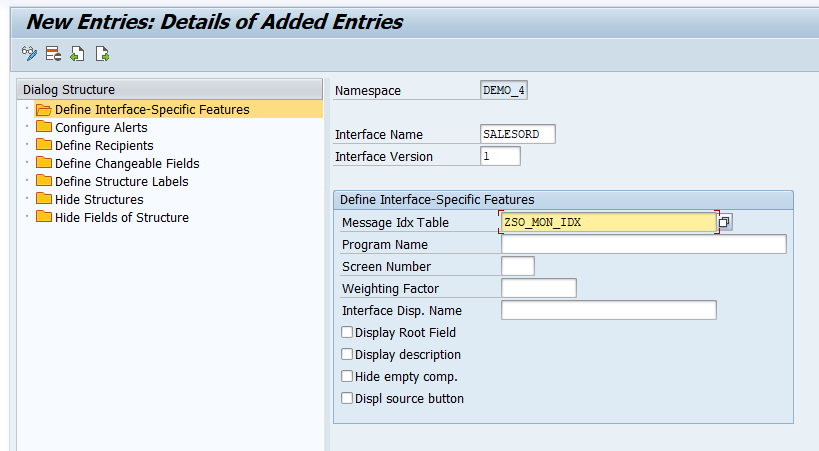 New Entries: Details of Added Entries
Dialog Structure
Define Interface-Specific Features
Configure Alerts
Define Recipients
Define Changeable Fields
Define Structure Labels
Hide Structures
Hide Fields of Structure
Namespace DEMO_4
Interface Name SALESORD
Interface Version 1
Define Interface-Specific Features
Message Idx Table ZSO_MON_IDX
Program Name
Screen Number
Weighting Factor
Interface Disp. Name
Display Root Field
Display description
Hide empty comp.
Displ source button